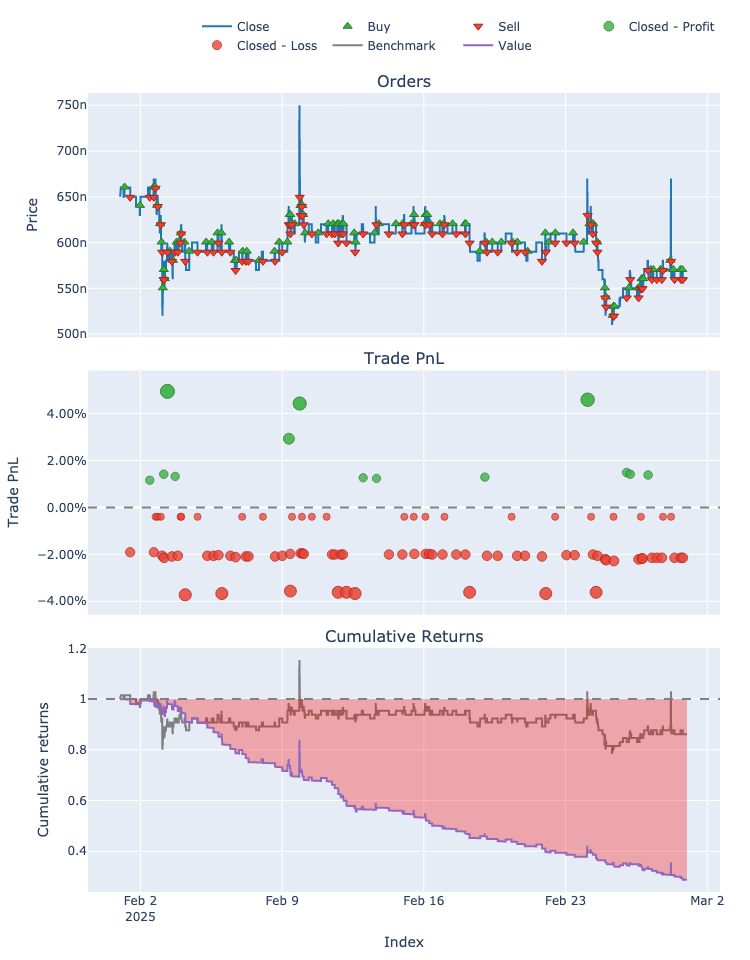 Close Buy Sell Closed - Profit
Closed - Loss Benchmark Value
Orders
750n
700n
650n
600n
550n
500n
Price
Trade PnL
4.00%
2.00%
0.00%
−2.00%
−4.00%
Trade PnL
Cumulative Returns
1.2
1
0.8
0.6
0.4
Cumulative returns
Feb 2 Feb 9 Feb 16 Feb 23 Mar 2
2025
Index